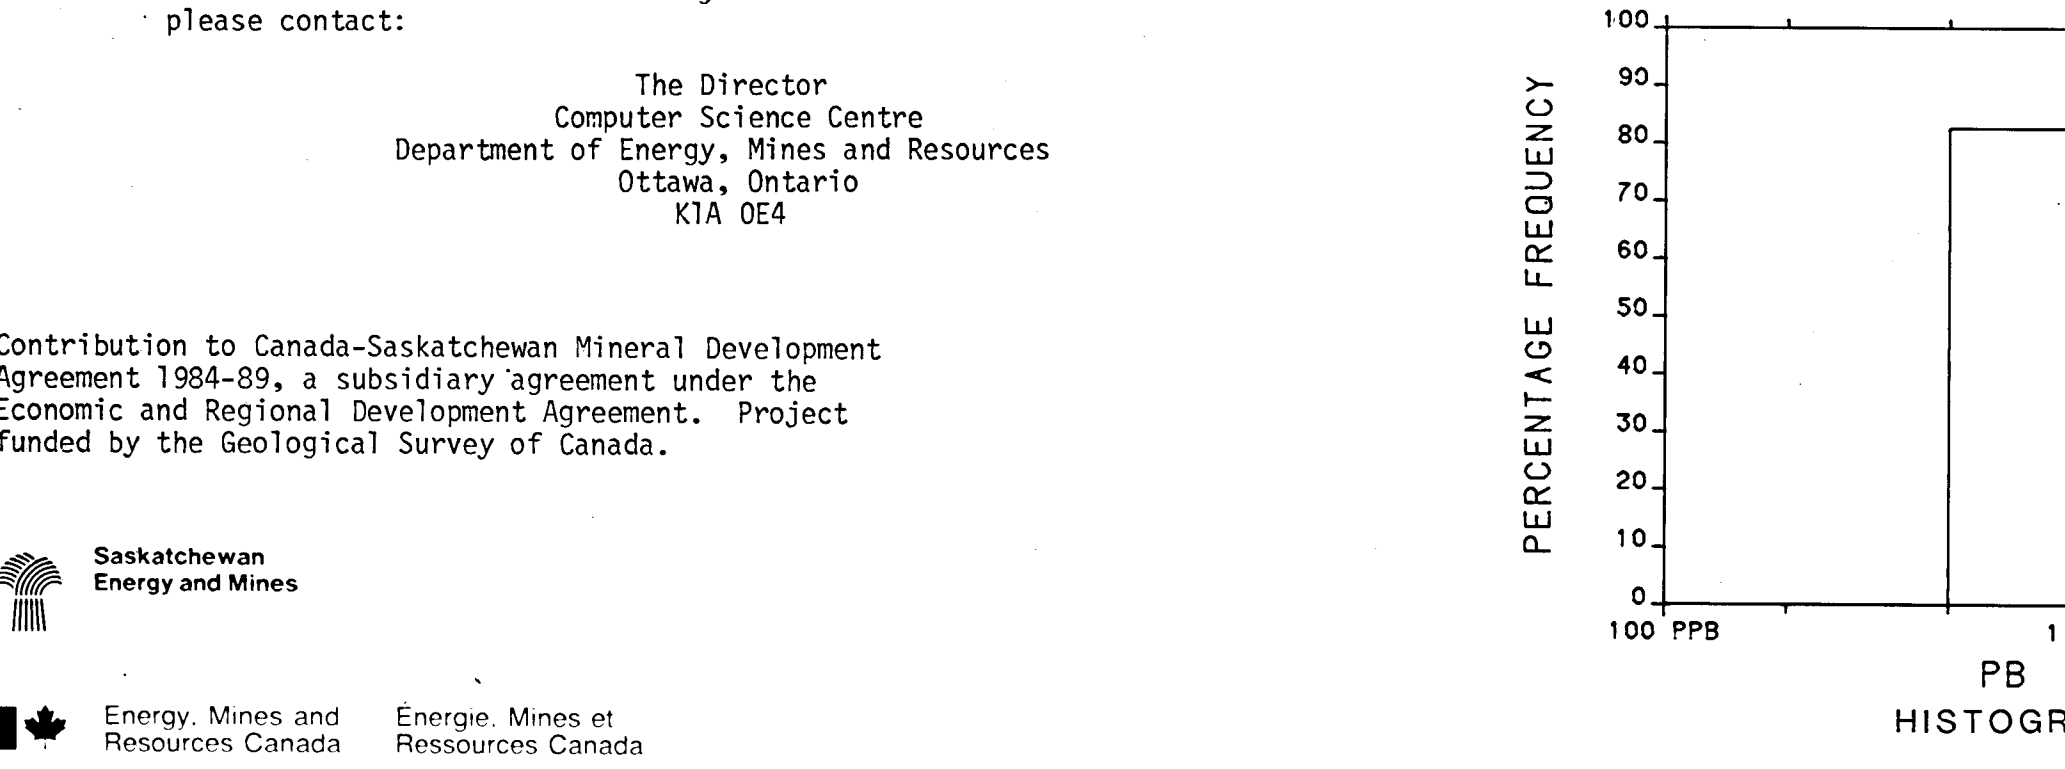 please contact:
The Director
Computer Science Centre
Department of Energy, Mines and Resources
Ottawa, Ontario
K1A 0E4
Contribution to Canada-Saskatchewan Mineral Development
Agreement 1984-89, a subsidiary agreement under the
Economic and Regional Development Agreement. Project
funded by the Geological Survey of Canada.
Saskatchewan
Energy and Mines
Energy, Mines and
Resources Canada
Énergie, Mines et
Ressources Canada
PERCENTAGE FREQUENCY
100
90
80
70
60
50
40
30
20
10
0
100 PPB
1
PB
HISTOGR